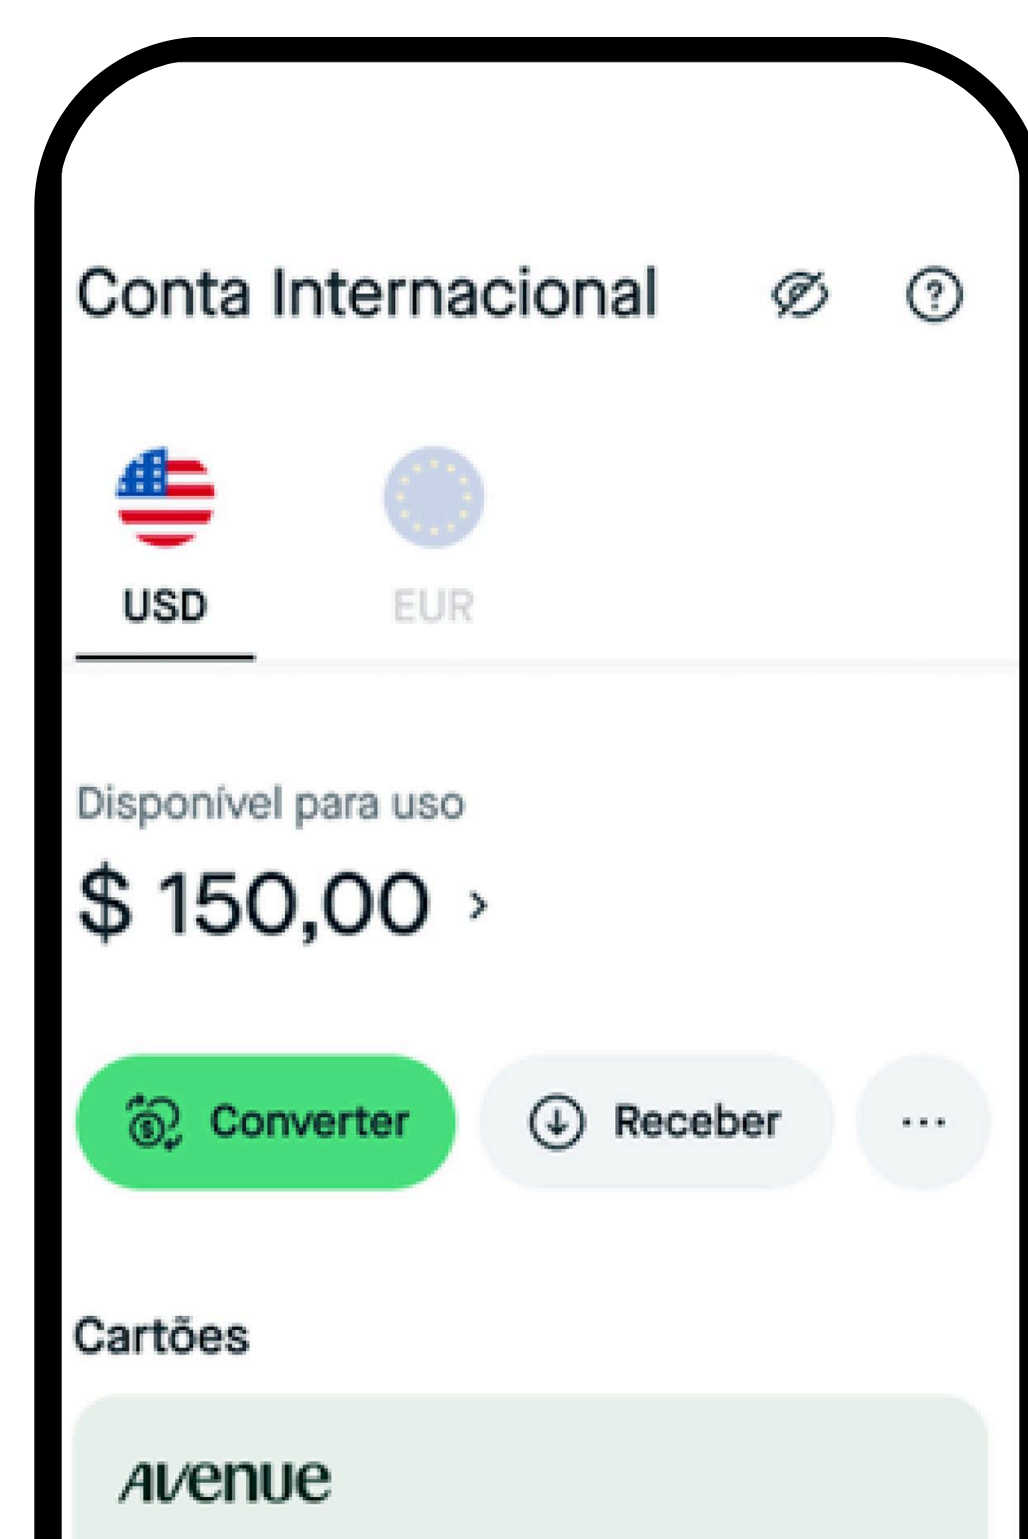 Conta Internacional
USD
EUR
Disponível para uso
$ 150,00 >
Converter
Receber
Cartões
Avenue